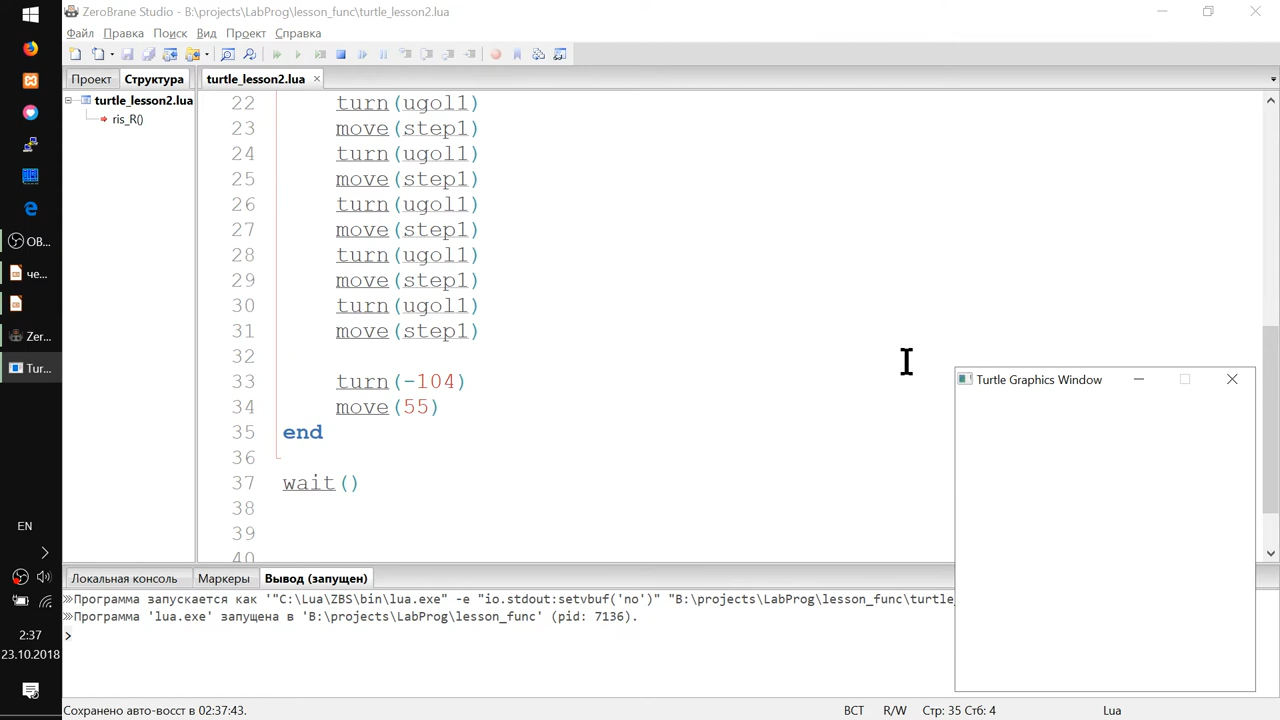 ZeroBrane Studio - B:\projects\LabProg\lesson_func\turtle_lesson2.lua
Файл Правка Поиск Вид Проект Справка
Проект Структура turtle_lesson2.lua
turtle_lesson2.lua
ris_R()
22 turn(ugol1)
23 move(step1)
24 turn(ugol1)
25 move(step1)
26 turn(ugol1)
27 move(step1)
28 turn(ugol1)
29 move(step1)
30 turn(ugol1)
31 move(step1)
32
33 turn(-104)
34 move(55)
35 end
36
37 wait()
38
39
40
Turtle Graphics Window
OB...
че...
Zer...
Tur...
EN
2:37
23.10.2018
Локальная консоль Маркеры Вывод (запущен)
Программа запускается как '"C:\Lua\ZBS\bin\lua.exe" -e "io.stdout:setvbuf('no')" "B:\projects\LabProg\lesson_func\turtle_
Программа 'lua.exe' запущена в 'B:\projects\LabProg\lesson_func' (pid: 7136).
>
Сохранено авто-восст в 02:37:43. ВСТ R/W Стр: 35 Стб: 4 Lua